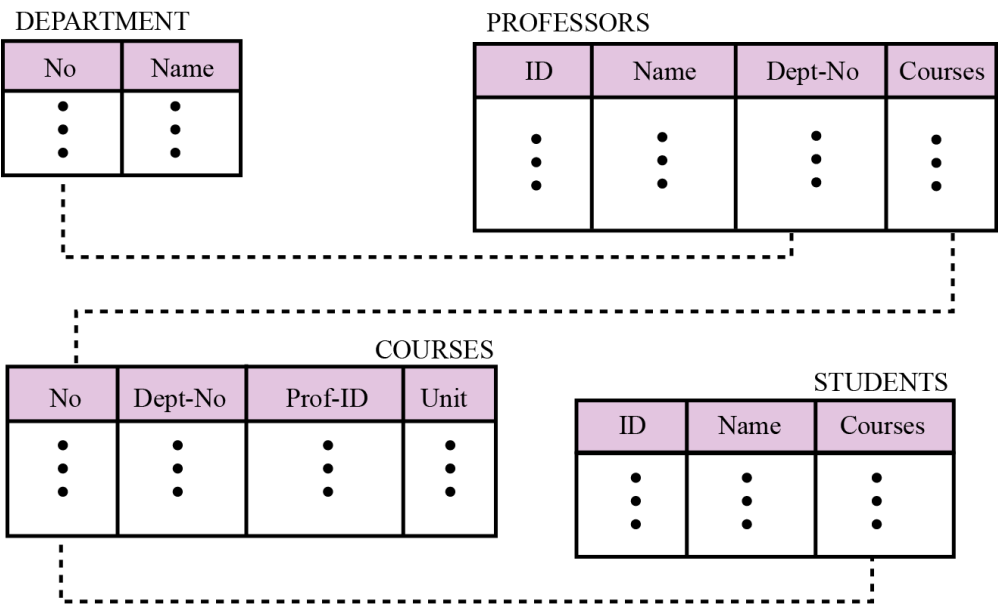 DEPARTMENT
No Name
PROFESSORS
ID Name Dept-No Courses
COURSES
No Dept-No Prof-ID Unit
STUDENTS
ID Name Courses